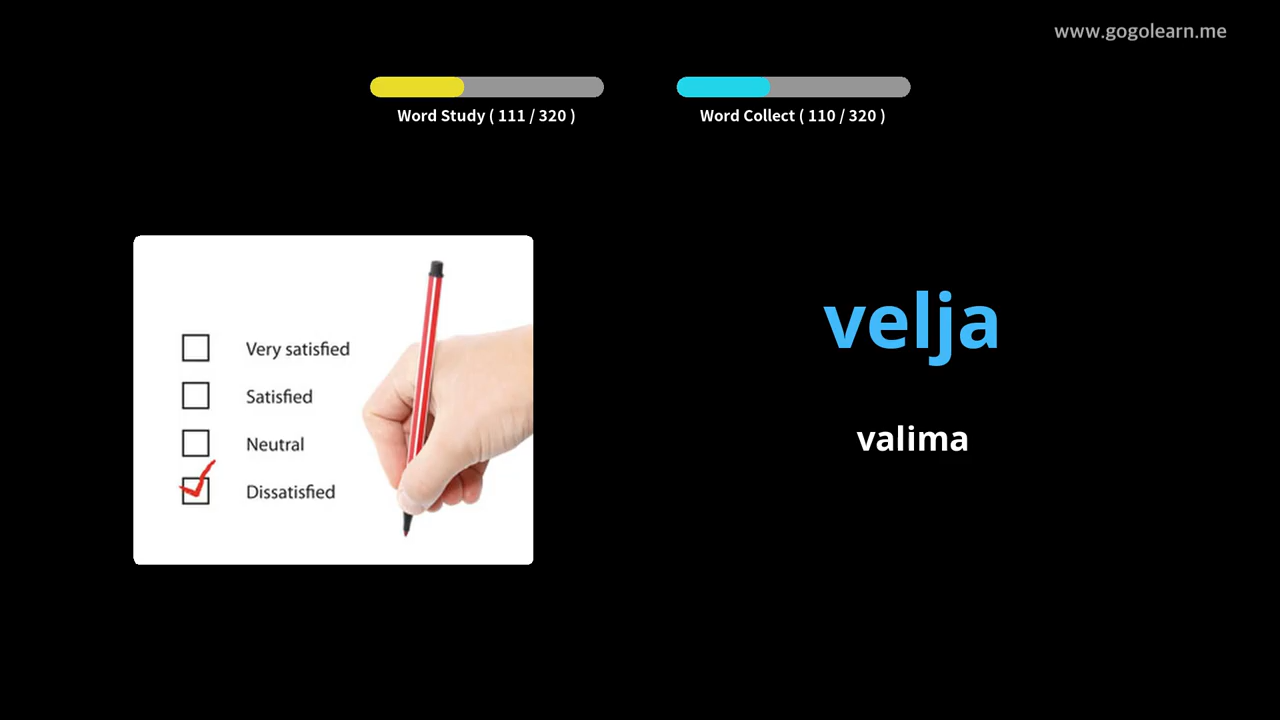 www.gogolearn.me
Word Study ( 111 / 320 )
Word Collect ( 110 / 320 )
Very satisfied
Satisfied
Neutral
Dissatisfied
velja
valima